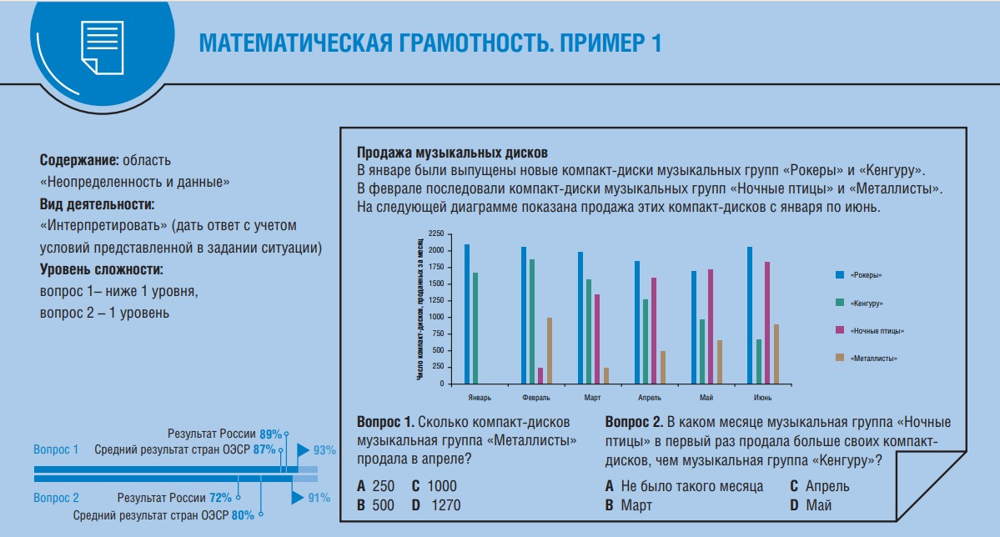 МАТЕМАТИЧЕСКАЯ ГРАМОТНОСТЬ. ПРИМЕР 1
Содержание: область
«Неопределенность и данные»
Вид деятельности:
«Интерпретировать» (дать ответ с учетом
условий представленной в задании ситуации)
Уровень сложности:
вопрос 1– ниже 1 уровня,
вопрос 2 – 1 уровень
Результат России 89%
Вопрос 1 Средний результат стран ОЭСР 87% 93%
Вопрос 2 Результат России 72% 91%
Средний результат стран ОЭСР 80%
Продажа музыкальных дисков
В январе были выпущены новые компакт-диски музыкальных групп «Рокеры» и «Кенгуру».
В феврале последовали компакт-диски музыкальных групп «Ночные птицы» и «Металлисты».
На следующей диаграмме показана продажа этих компакт-дисков с января по июнь.
Число компакт-дисков, проданных за месяц
2250
2000
1750
1500
1250
1000
750
500
250
0
Январь Февраль Март Апрель Май Июнь
«Рокеры»
«Кенгуру»
«Ночные птицы»
«Металлисты»
Вопрос 1. Сколько компакт-дисков
музыкальная группа «Металлисты»
продала в апреле?
A 250 C 1000
B 500 D 1270
Вопрос 2. В каком месяце музыкальная группа «Ночные
птицы» в первый раз продала больше своих компакт-
дисков, чем музыкальная группа «Кенгуру»?
A Не было такого месяца C Апрель
B Март D Май